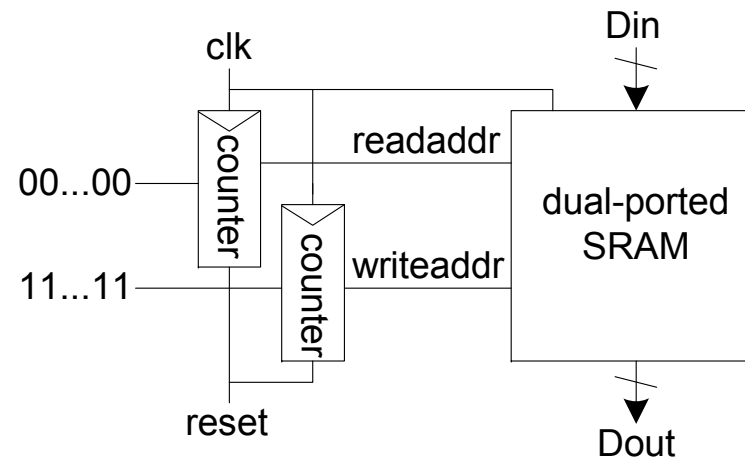 clk
Din
counter
readaddr
00...00
counter
dual-ported
SRAM
writeaddr
11...11
reset
Dout